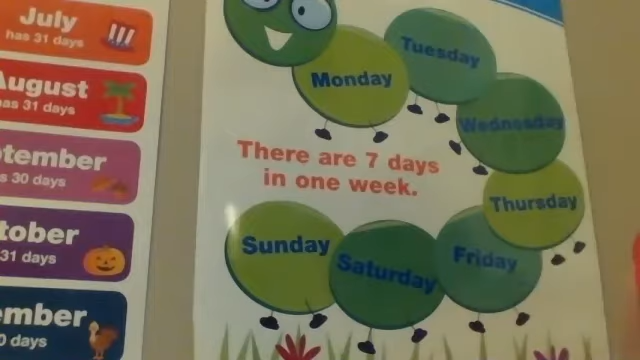 July
has 31 days
August
has 31 days
tember
s 30 days
tober
31 days
ember
0 days
Monday
Tuesday
Wednesday
Thursday
Friday
Saturday
Sunday
There are 7 days
in one week.